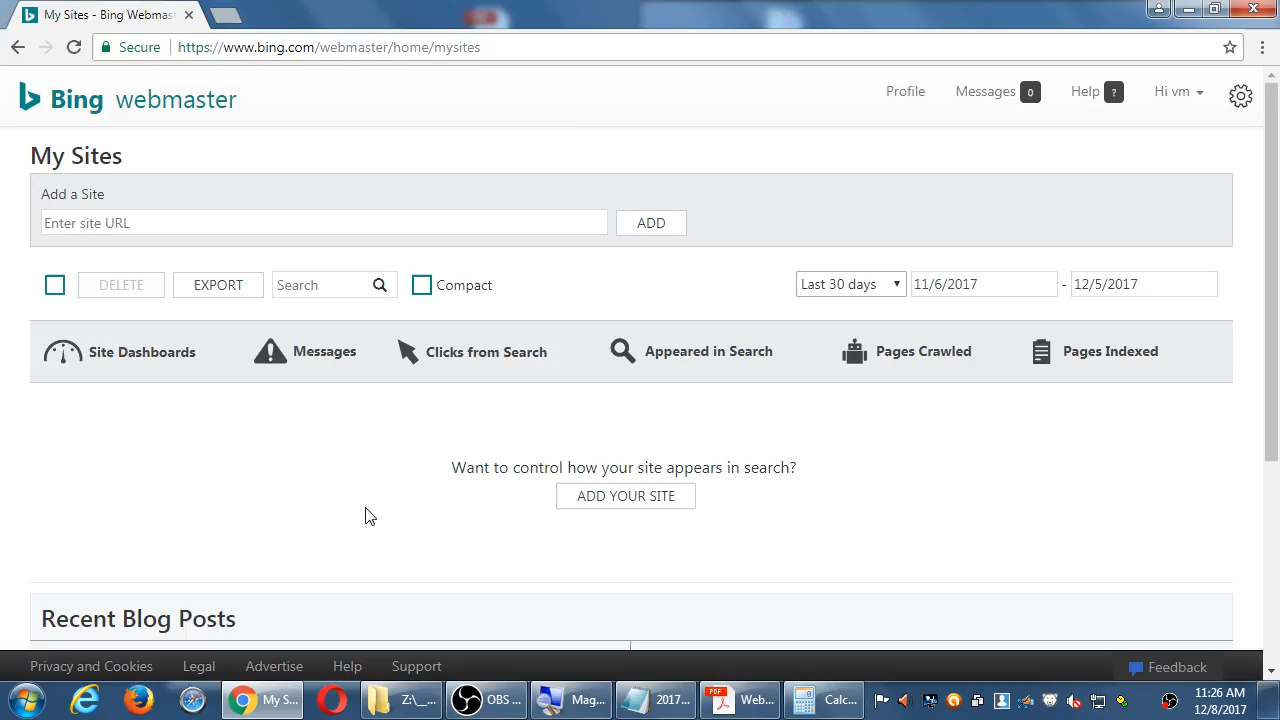 My Sites - Bing Webmast
Secure https://www.bing.com/webmaster/home/mysites
Bing webmaster
Profile Messages 0 Help ? Hi vm
My Sites
Add a Site
Enter site URL ADD
DELETE EXPORT Search Compact Last 30 days 11/6/2017 - 12/5/2017
Site Dashboards Messages Clicks from Search Appeared in Search Pages Crawled Pages Indexed
Want to control how your site appears in search?
ADD YOUR SITE
Recent Blog Posts
Privacy and Cookies Legal Advertise Help Support Feedback
My S... Z:\__... OBS ... Mag... 2017... PDF Web... Calc... 11:26 AM
12/8/2017